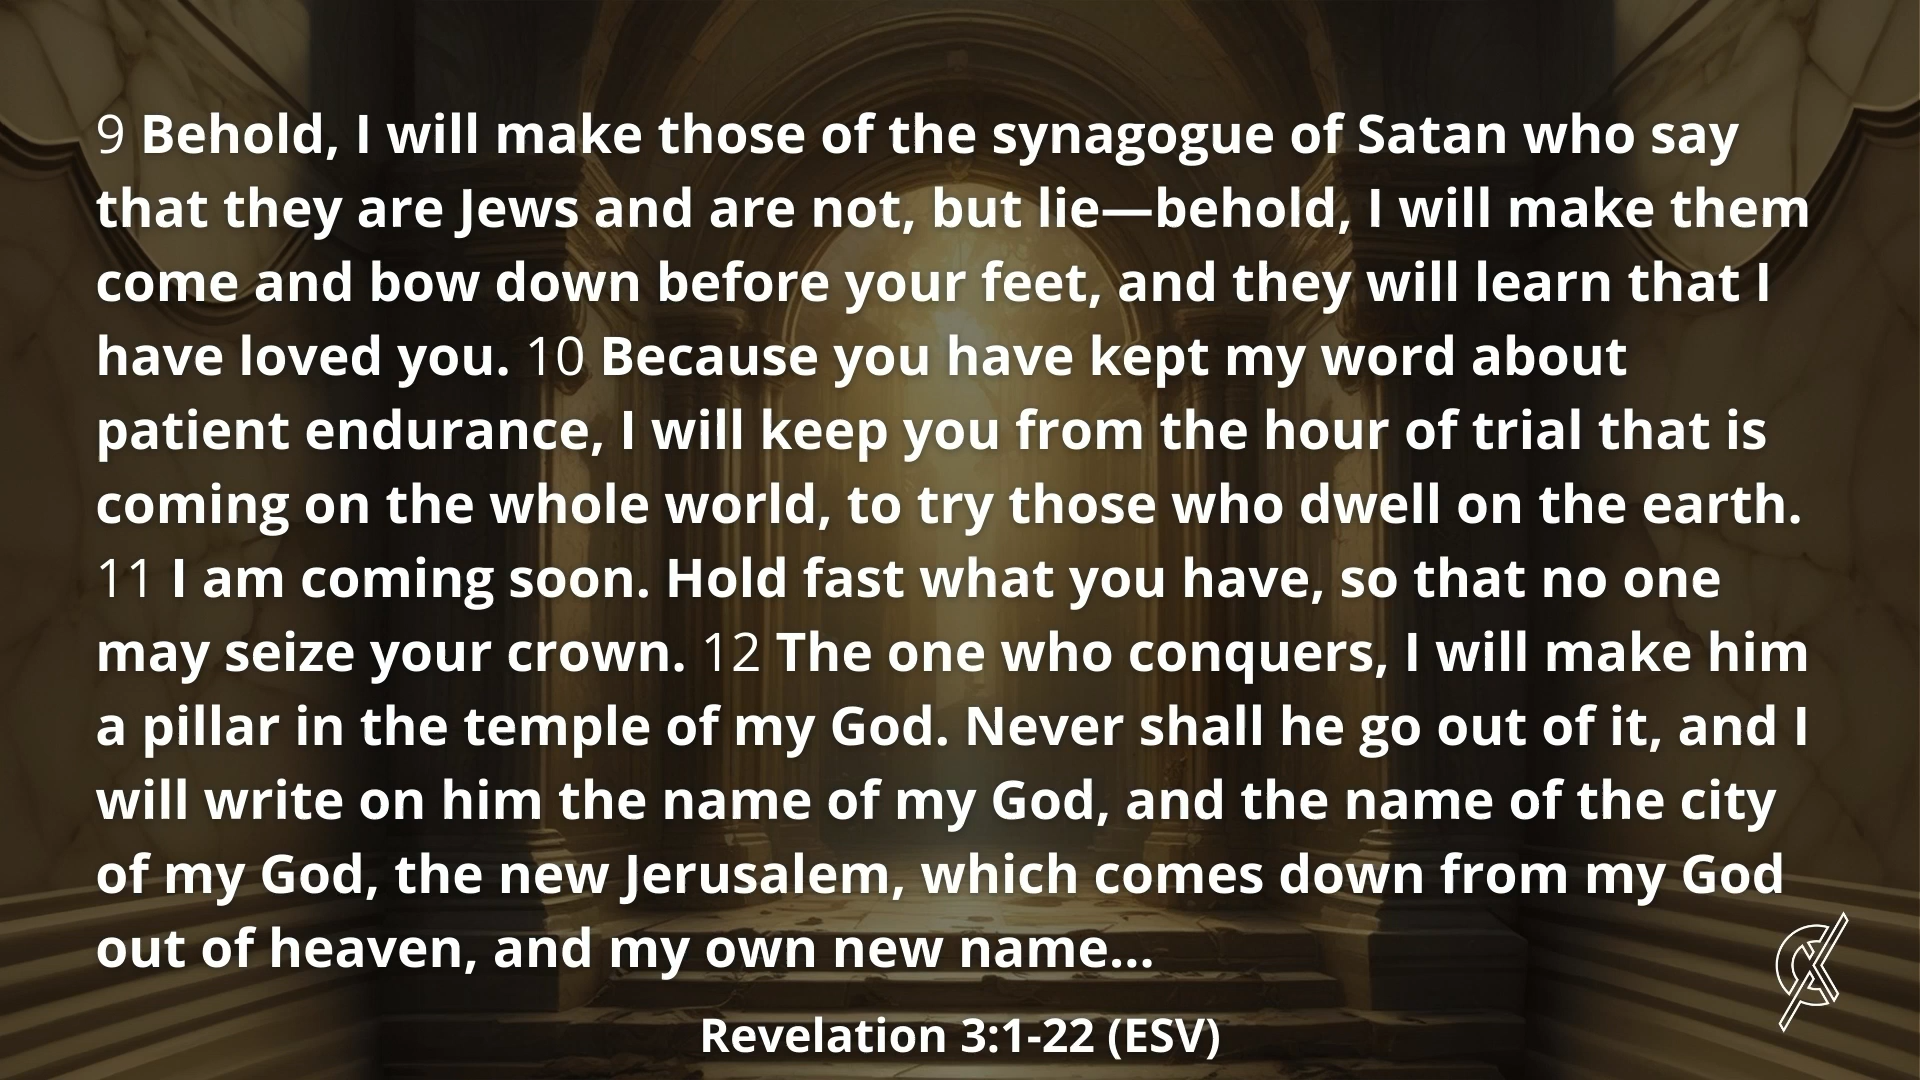 9 Behold, I will make those of the synagogue of Satan who say
that they are Jews and are not, but lie—behold, I will make them
come and bow down before your feet, and they will learn that I
have loved you. 10 Because you have kept my word about
patient endurance, I will keep you from the hour of trial that is
coming on the whole world, to try those who dwell on the earth.
11 I am coming soon. Hold fast what you have, so that no one
may seize your crown. 12 The one who conquers, I will make him
a pillar in the temple of my God. Never shall he go out of it, and I
will write on him the name of my God, and the name of the city
of my God, the new Jerusalem, which comes down from my God
out of heaven, and my own new name...
Revelation 3:1-22 (ESV)